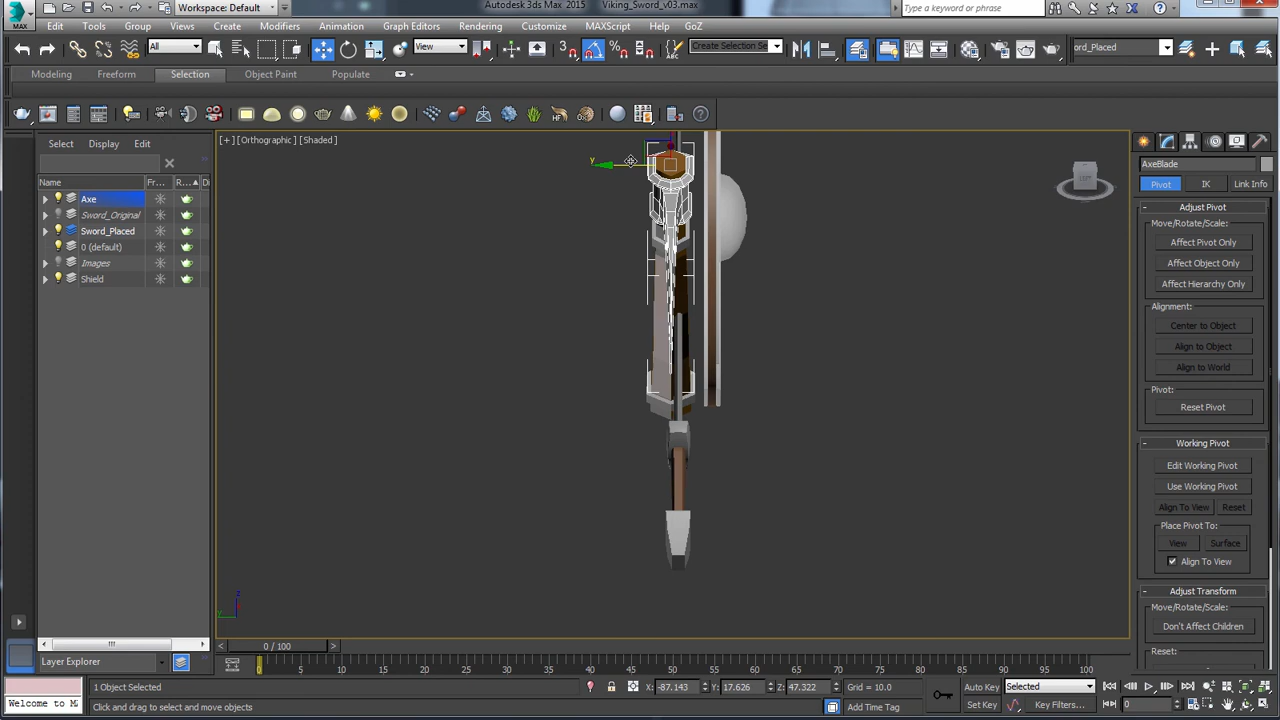 MAX
Workspace: Default
Autodesk 3ds Max 2015    Viking_Sword_v03.max
Type a keyword or phrase
Edit Tools Group Views Create Modifiers Animation Graph Editors Rendering Customize MAXScript Help GoZ
All
View
Create Selection Se
ord_Placed
Modeling Freeform Selection Object Paint Populate
Select Display Edit
[+] [Orthographic] [Shaded]
Name Fr... R... Di
Axe
Sword_Original
Sword_Placed
0 (default)
Images
Shield
y
LEFT
z
y
AxeBlade
Pivot IK Link Info
- Adjust Pivot
Move/Rotate/Scale:
Affect Pivot Only
Affect Object Only
Affect Hierarchy Only
Alignment:
Center to Object
Align to Object
Align to World
Pivot:
Reset Pivot
- Working Pivot
Edit Working Pivot
Use Working Pivot
Align To View Reset
Place Pivot To:
View Surface
Align To View
- Adjust Transform
Move/Rotate/Scale:
Don't Affect Children
Reset:
< 0 / 100 >
Layer Explorer
0 5 10 15 20 25 30 35 40 45 50 55 60 65 70 75 80 85 90 95 100
1 Object Selected
X: -87.143 Y: 17.626 Z: 47.322 Grid = 10.0
Auto Key Selected
Welcome to M
Click and drag to select and move objects
Add Time Tag
Set Key Key Filters...
0